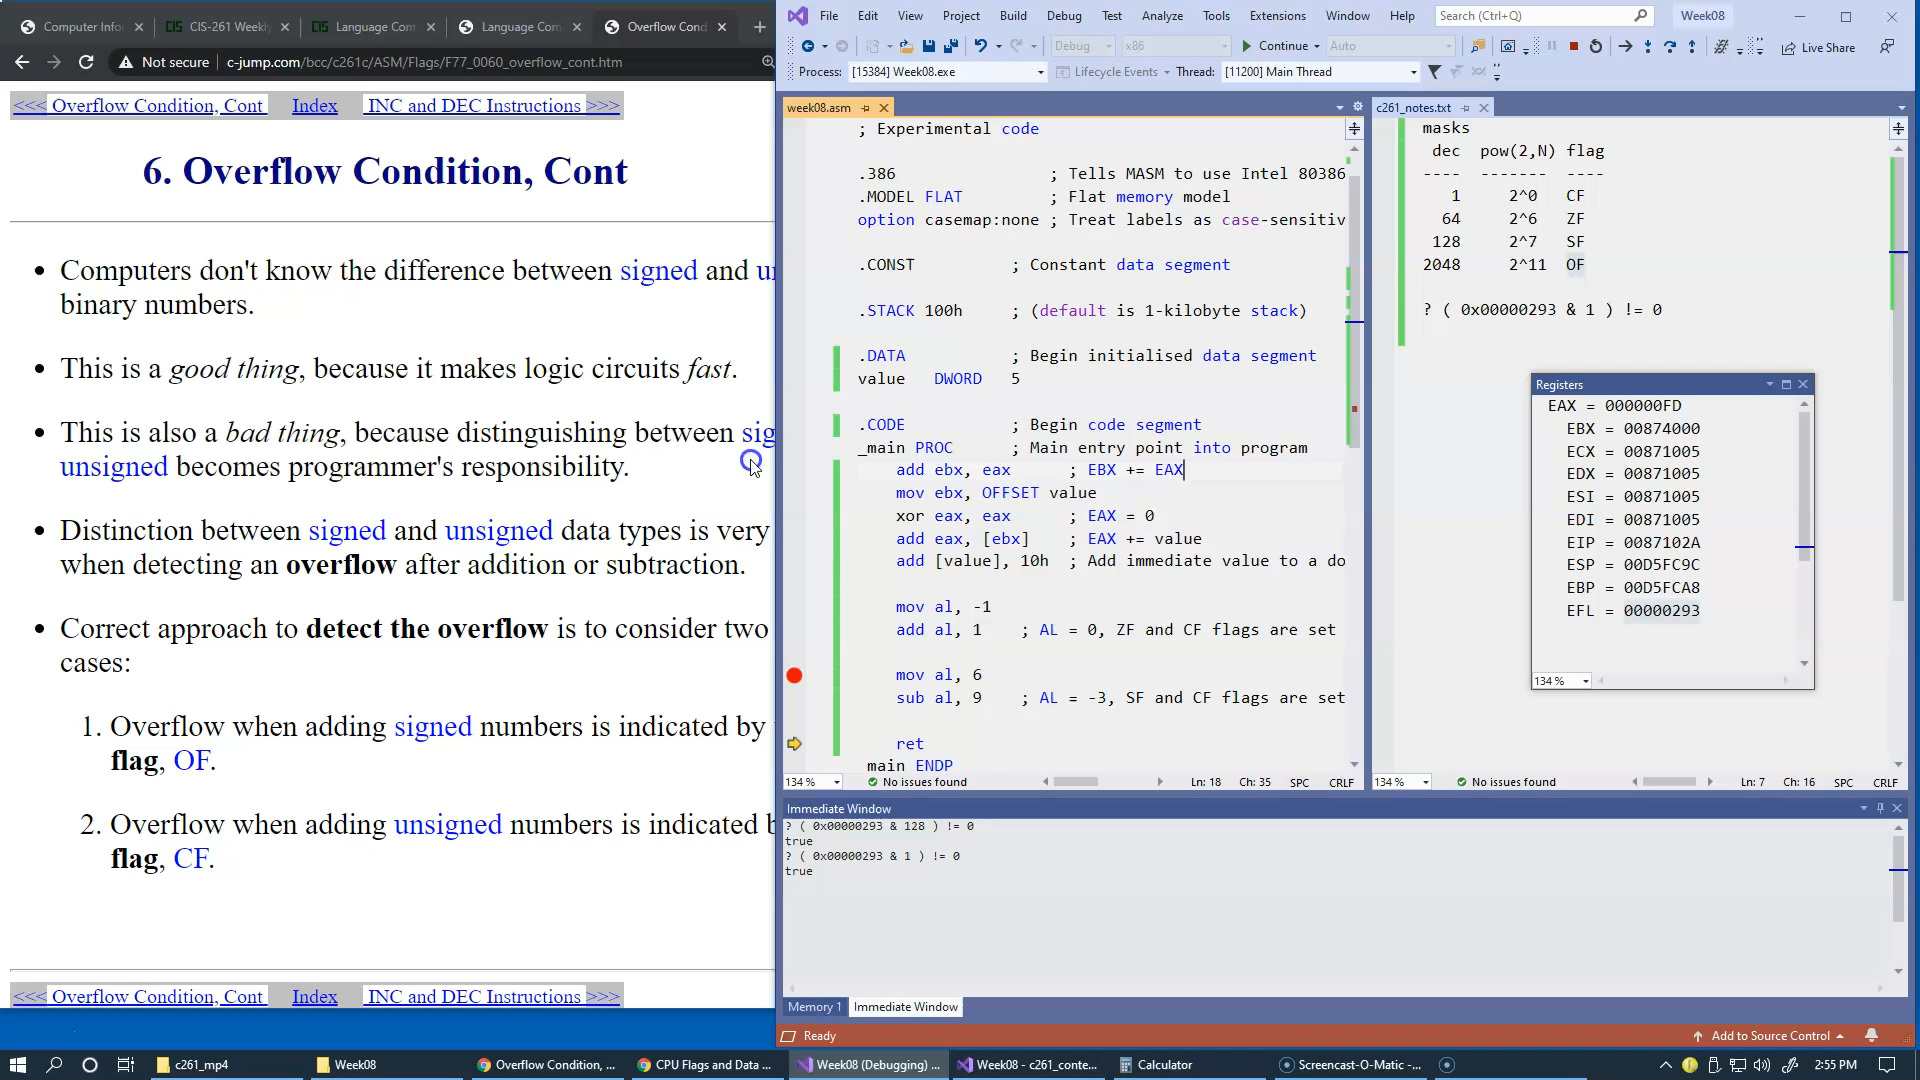 Computer Info
CIS-261 Weekly
Language Com
Language Com
Overflow Cond
Not secure
c-jump.com/bcc/c261c/ASM/Flags/F77_0060_overflow_cont.htm
<<< Overflow Condition, Cont
Index
INC and DEC Instructions >>>
6. Overflow Condition, Cont
Computers don't know the difference between signed and
binary numbers.
This is a good thing, because it makes logic circuits fast.
This is also a bad thing, because distinguishing between
unsigned becomes programmer's responsibility.
Distinction between signed and unsigned data types is very
when detecting an overflow after addition or subtraction.
Correct approach to detect the overflow is to consider two
cases:
1. Overflow when adding signed numbers is indicated by
flag, OF.
2. Overflow when adding unsigned numbers is indicated
flag, CF.
<<< Overflow Condition, Cont
Index
INC and DEC Instructions >>>
File Edit View Project Build Debug Test Analyze Tools Extensions Window Help
Search (Ctrl+Q)
Week08
Debug
x86
Continue
Auto
Live Share
Process: [15384] Week08.exe
Lifecycle Events
Thread: [11200] Main Thread
week08.asm
; Experimental code
.386 ; Tells MASM to use Intel 80386
.MODEL FLAT ; Flat memory model
option casemap:none ; Treat labels as case-sensitiv
.CONST ; Constant data segment
.STACK 100h ; (default is 1-kilobyte stack)
.DATA ; Begin initialised data segment
value DWORD 5
.CODE ; Begin code segment
_main PROC ; Main entry point into program
add ebx, eax ; EBX += EAX
mov ebx, OFFSET value
xor eax, eax ; EAX = 0
add eax, [ebx] ; EAX += value
add [value], 10h ; Add immediate value to a do
mov al, -1
add al, 1 ; AL = 0, ZF and CF flags are set
mov al, 6
sub al, 9 ; AL = -3, SF and CF flags are set
ret
main ENDP
134 %
No issues found
Ln: 18
Ch: 35
SPC
CRLF
c261_notes.txt
masks
dec pow(2,N) flag
---- ------- ----
1 2^0 CF
64 2^6 ZF
128 2^7 SF
2048 2^11 OF
? ( 0x00000293 & 1 ) != 0
Registers
EAX = 000000FD
EBX = 00874000
ECX = 00871005
EDX = 00871005
ESI = 00871005
EDI = 00871005
EIP = 0087102A
ESP = 00D5FC9C
EBP = 00D5FCA8
EFL = 00000293
134 %
134 %
No issues found
Ln: 7
Ch: 16
SPC
CRLF
Immediate Window
? ( 0x00000293 & 128 ) != 0
true
? ( 0x00000293 & 1 ) != 0
true
Memory 1
Immediate Window
Ready
Add to Source Control
c261_mp4
Week08
Overflow Condition, ...
CPU Flags and Data ...
Week08 (Debugging) ...
Week08 - c261_conte...
Calculator
Screencast-O-Matic -...
2:55 PM